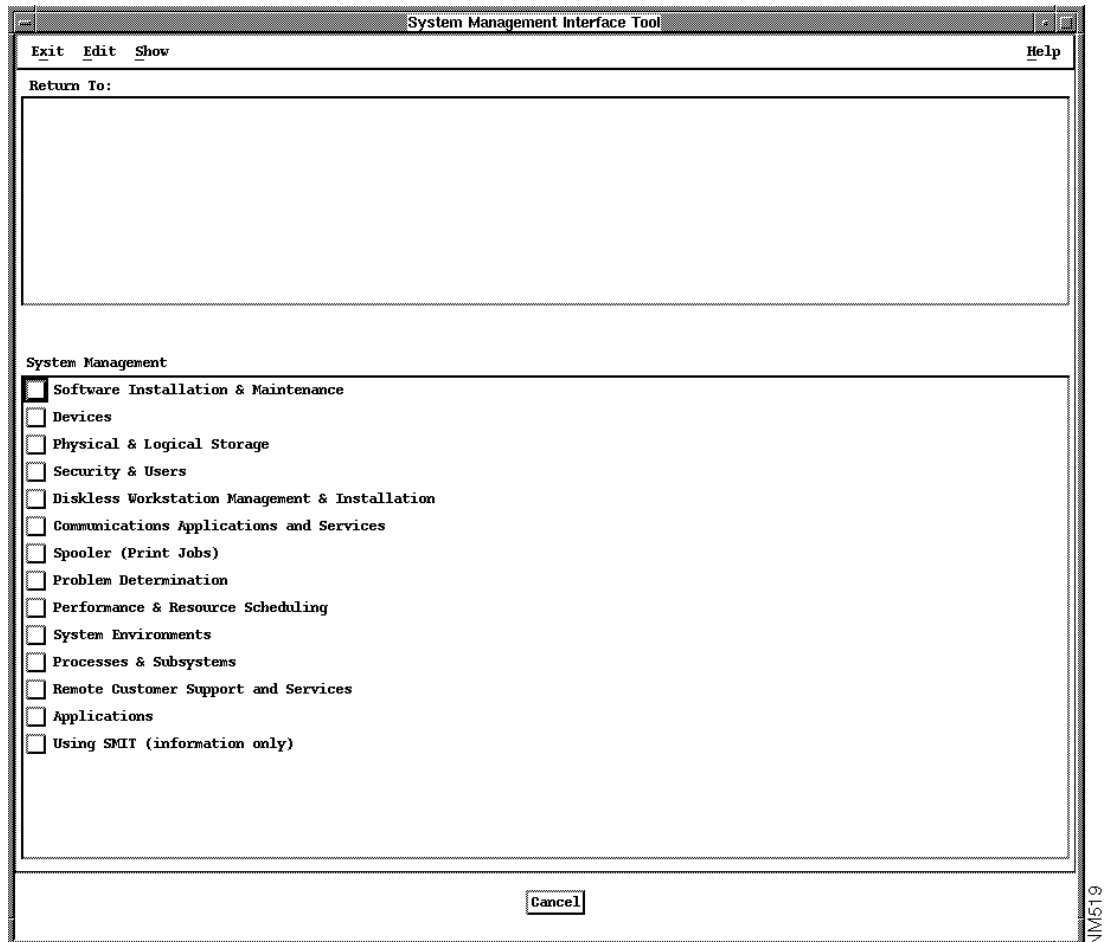 System Management Interface Tool
Exit Edit Show Help
Return To:
System Management
Software Installation & Maintenance
Devices
Physical & Logical Storage
Security & Users
Diskless Workstation Management & Installation
Communications Applications and Services
Spooler (Print Jobs)
Problem Determination
Performance & Resource Scheduling
System Environments
Processes & Subsystems
Remote Customer Support and Services
Applications
Using SMIT (information only)
Cancel
NM519